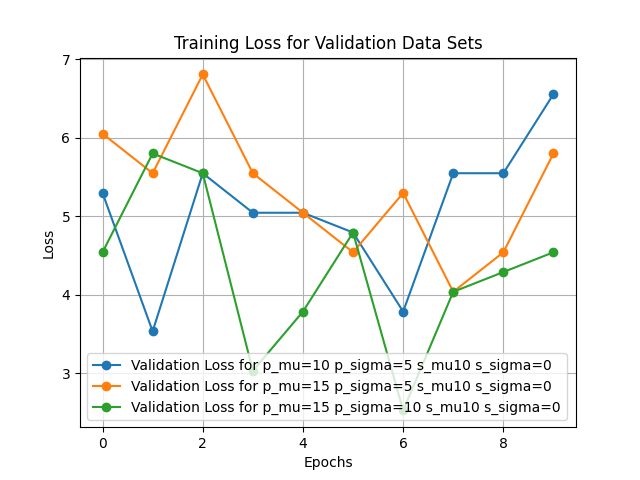 Training Loss for Validation Data Sets
7
6
5
4
3
Loss
Validation Loss for p_mu=10 p_sigma=5 s_mu10 s_sigma=0
Validation Loss for p_mu=15 p_sigma=5 s_mu10 s_sigma=0
Validation Loss for p_mu=15 p_sigma=10 s_mu10 s_sigma=0
0 2 4 6 8
Epochs